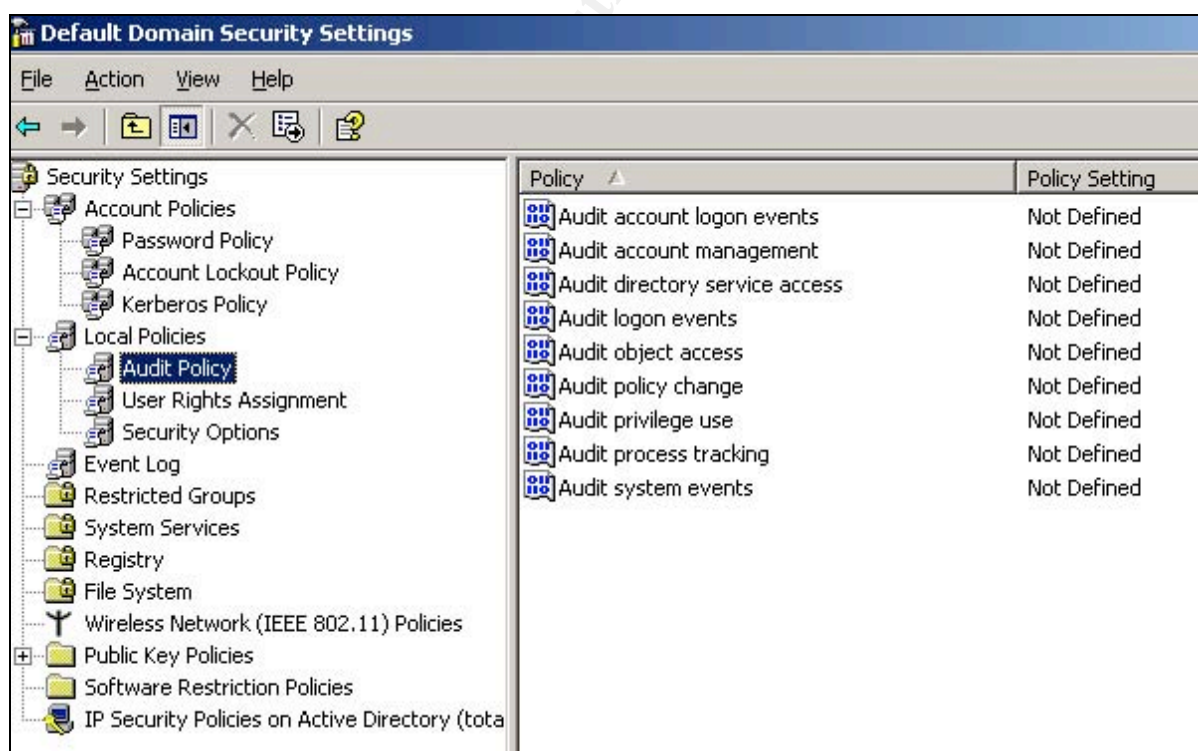 Default Domain Security Settings
File Action View Help
Security Settings
Account Policies
Password Policy
Account Lockout Policy
Kerberos Policy
Local Policies
Audit Policy
User Rights Assignment
Security Options
Event Log
Restricted Groups
System Services
Registry
File System
Wireless Network (IEEE 802.11) Policies
Public Key Policies
Software Restriction Policies
IP Security Policies on Active Directory (tota
Policy Policy Setting
Audit account logon events Not Defined
Audit account management Not Defined
Audit directory service access Not Defined
Audit logon events Not Defined
Audit object access Not Defined
Audit policy change Not Defined
Audit privilege use Not Defined
Audit process tracking Not Defined
Audit system events Not Defined